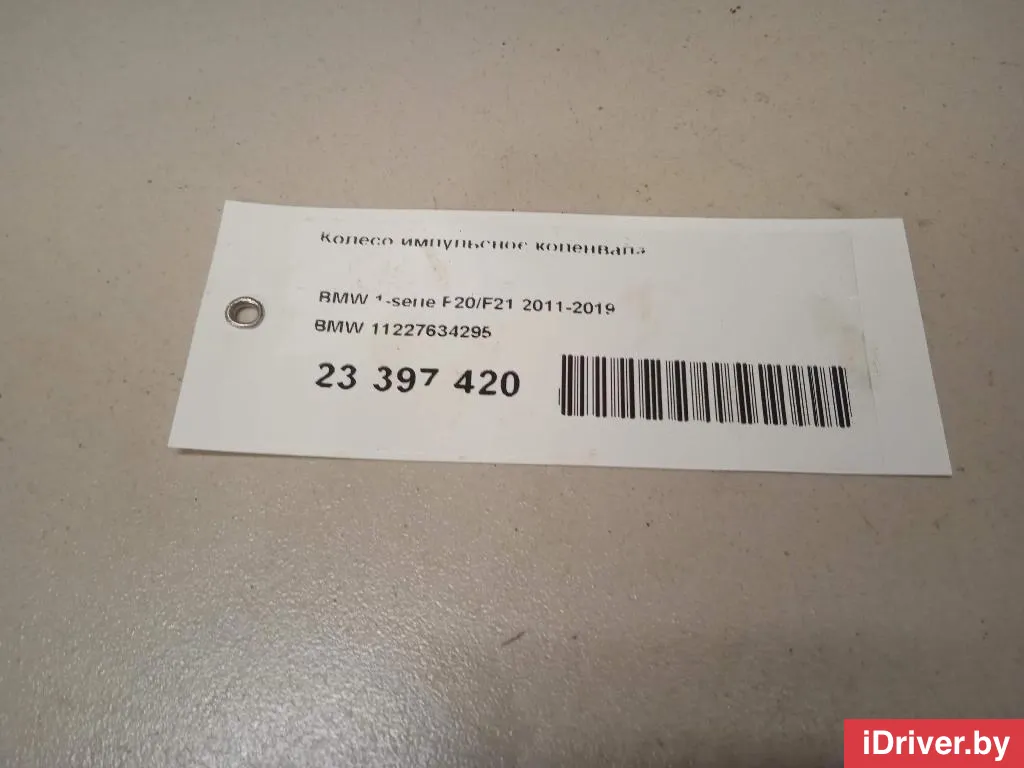 Колесо импульсное коленвала
BMW 1-serie F20/F21 2011-2019
BMW 11227634295
23 397 420
iDriver.by